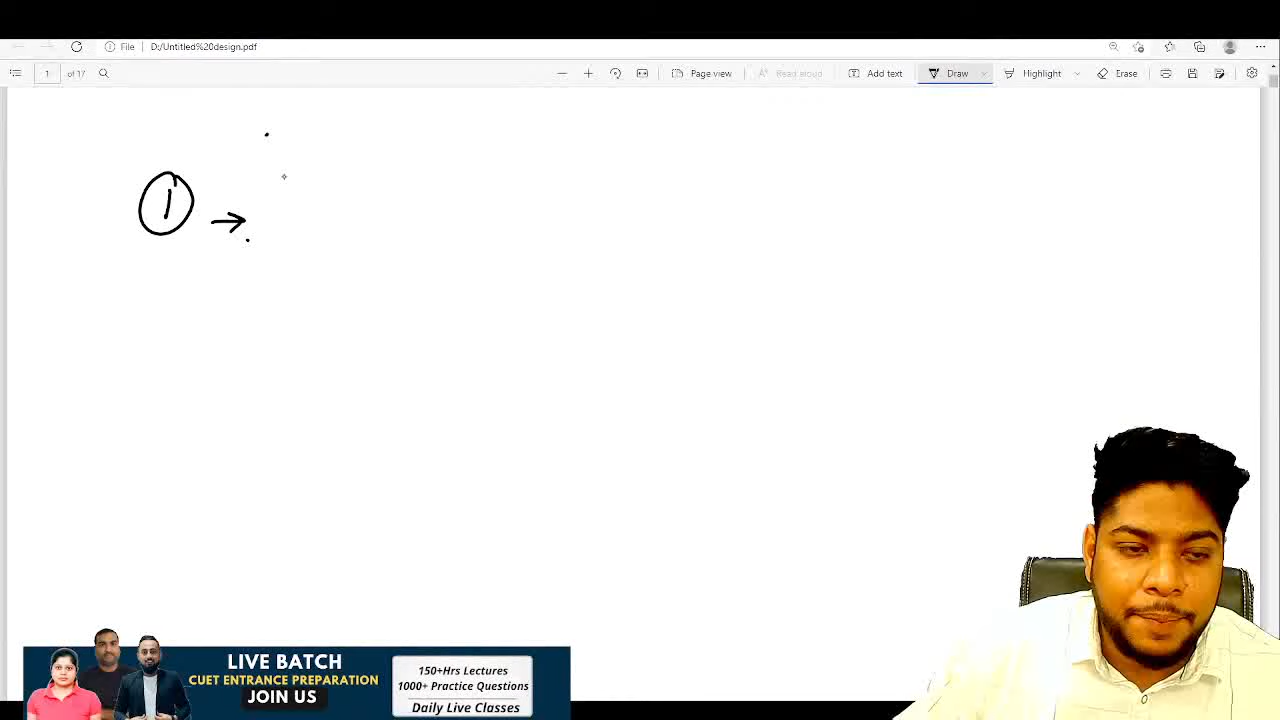 File D:/Untitled%20design.pdf
1 of 17 Page view Read aloud Add text Draw Highlight Erase
1 →
LIVE BATCH
CUET ENTRANCE PREPARATION
JOIN US
150+Hrs Lectures
1000+ Practice Questions
Daily Live Classes